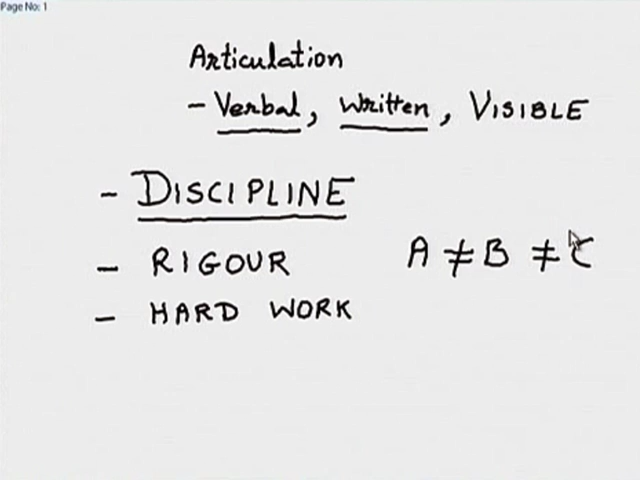 Page No: 1
Articulation
- Verbal, Written, VISIBLE
- DISCIPLINE
- RIGOUR A ≠ B ≠ C
- HARD WORK